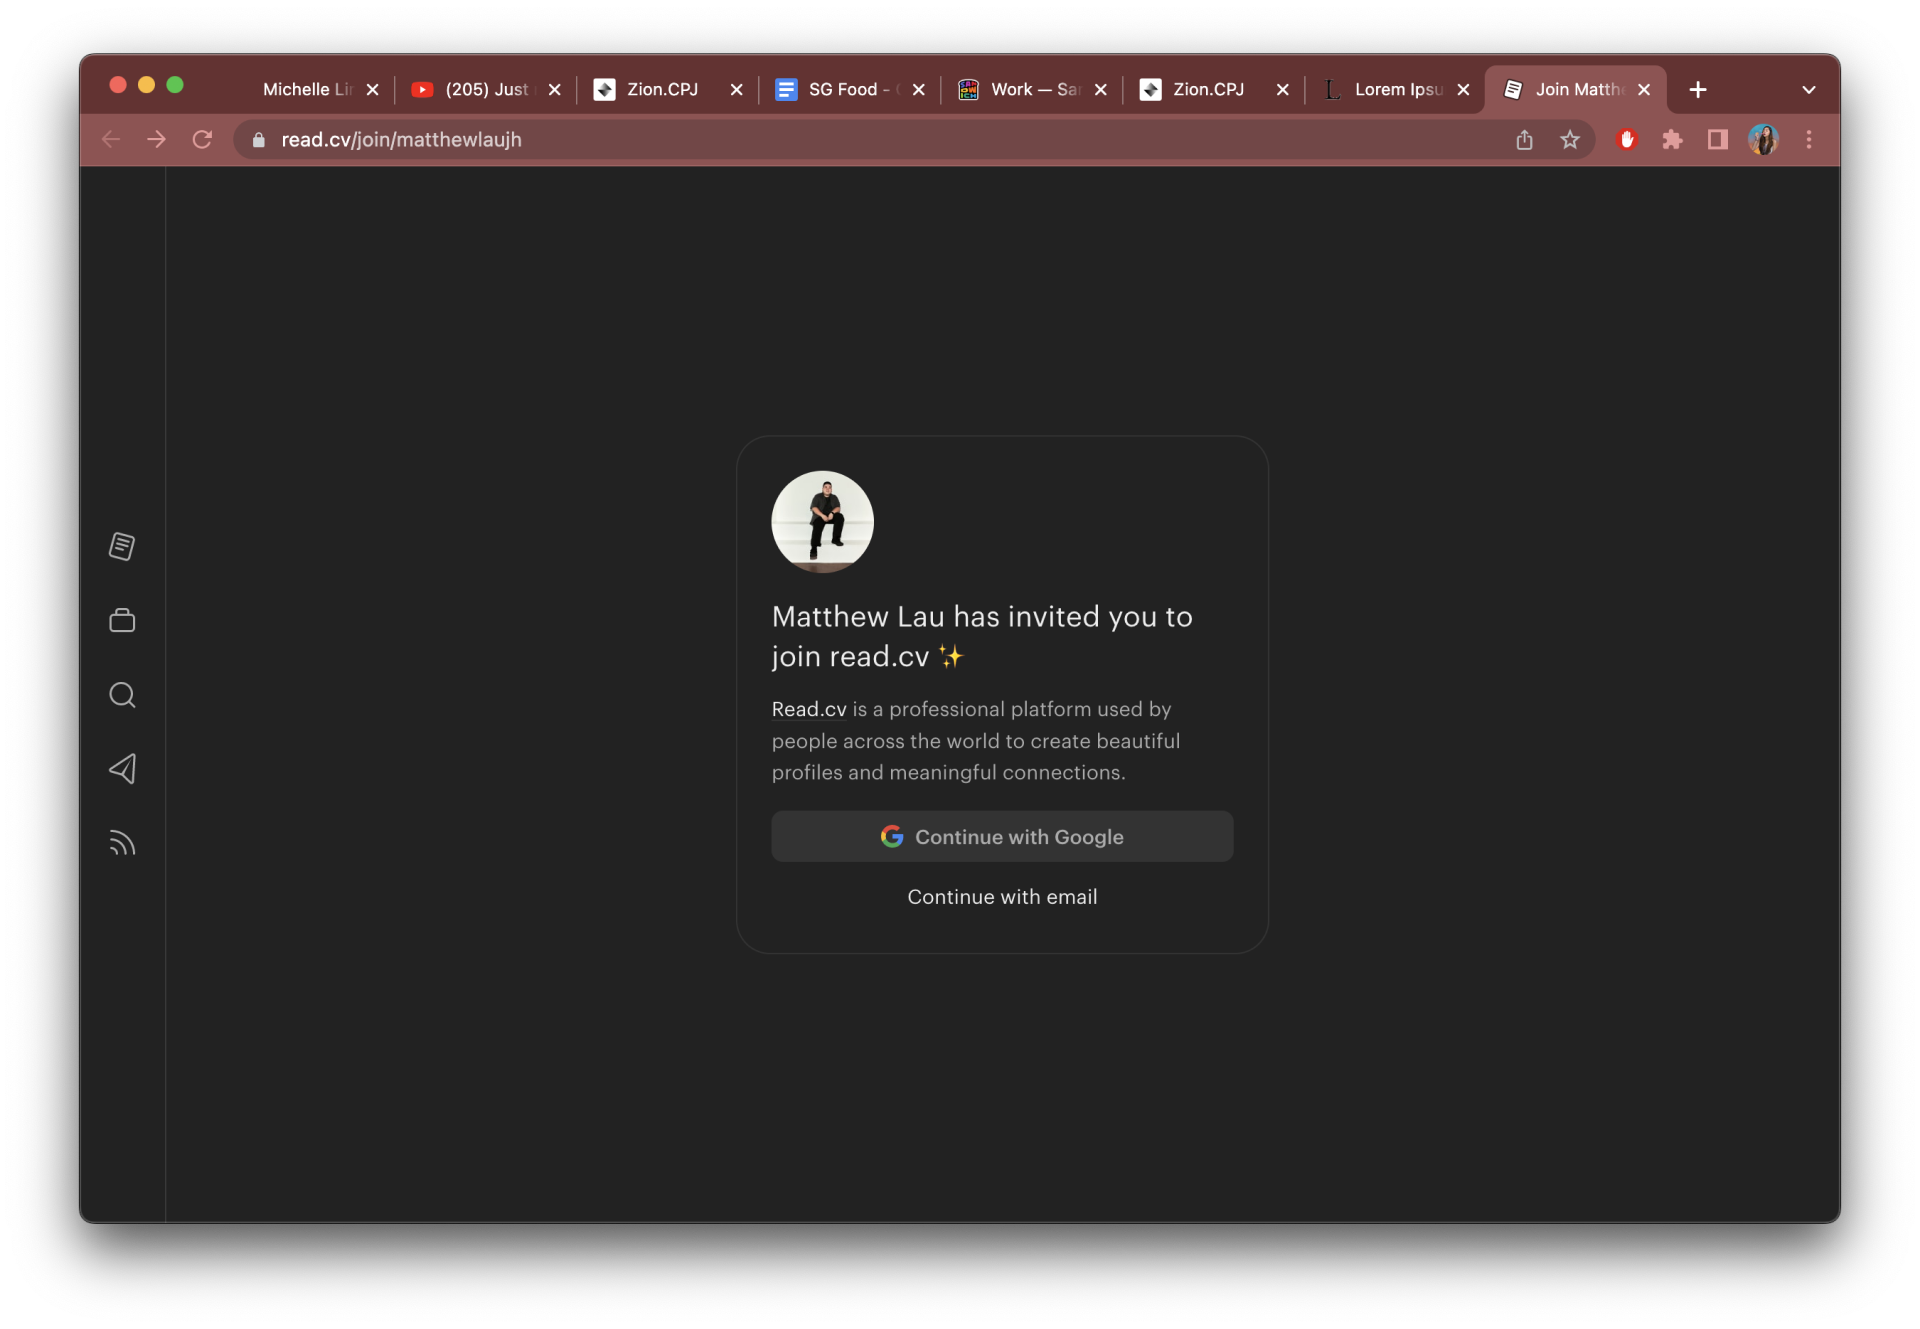 Michelle Lin
(205) Just
Zion.CPJ
SG Food -
Work — Sa
Zion.CPJ
Lorem Ipsu
Join Matth
read.cv/join/matthewlaujh
Matthew Lau has invited you to
join read.cv ✨
Read.cv is a professional platform used by
people across the world to create beautiful
profiles and meaningful connections.
Continue with Google
Continue with email